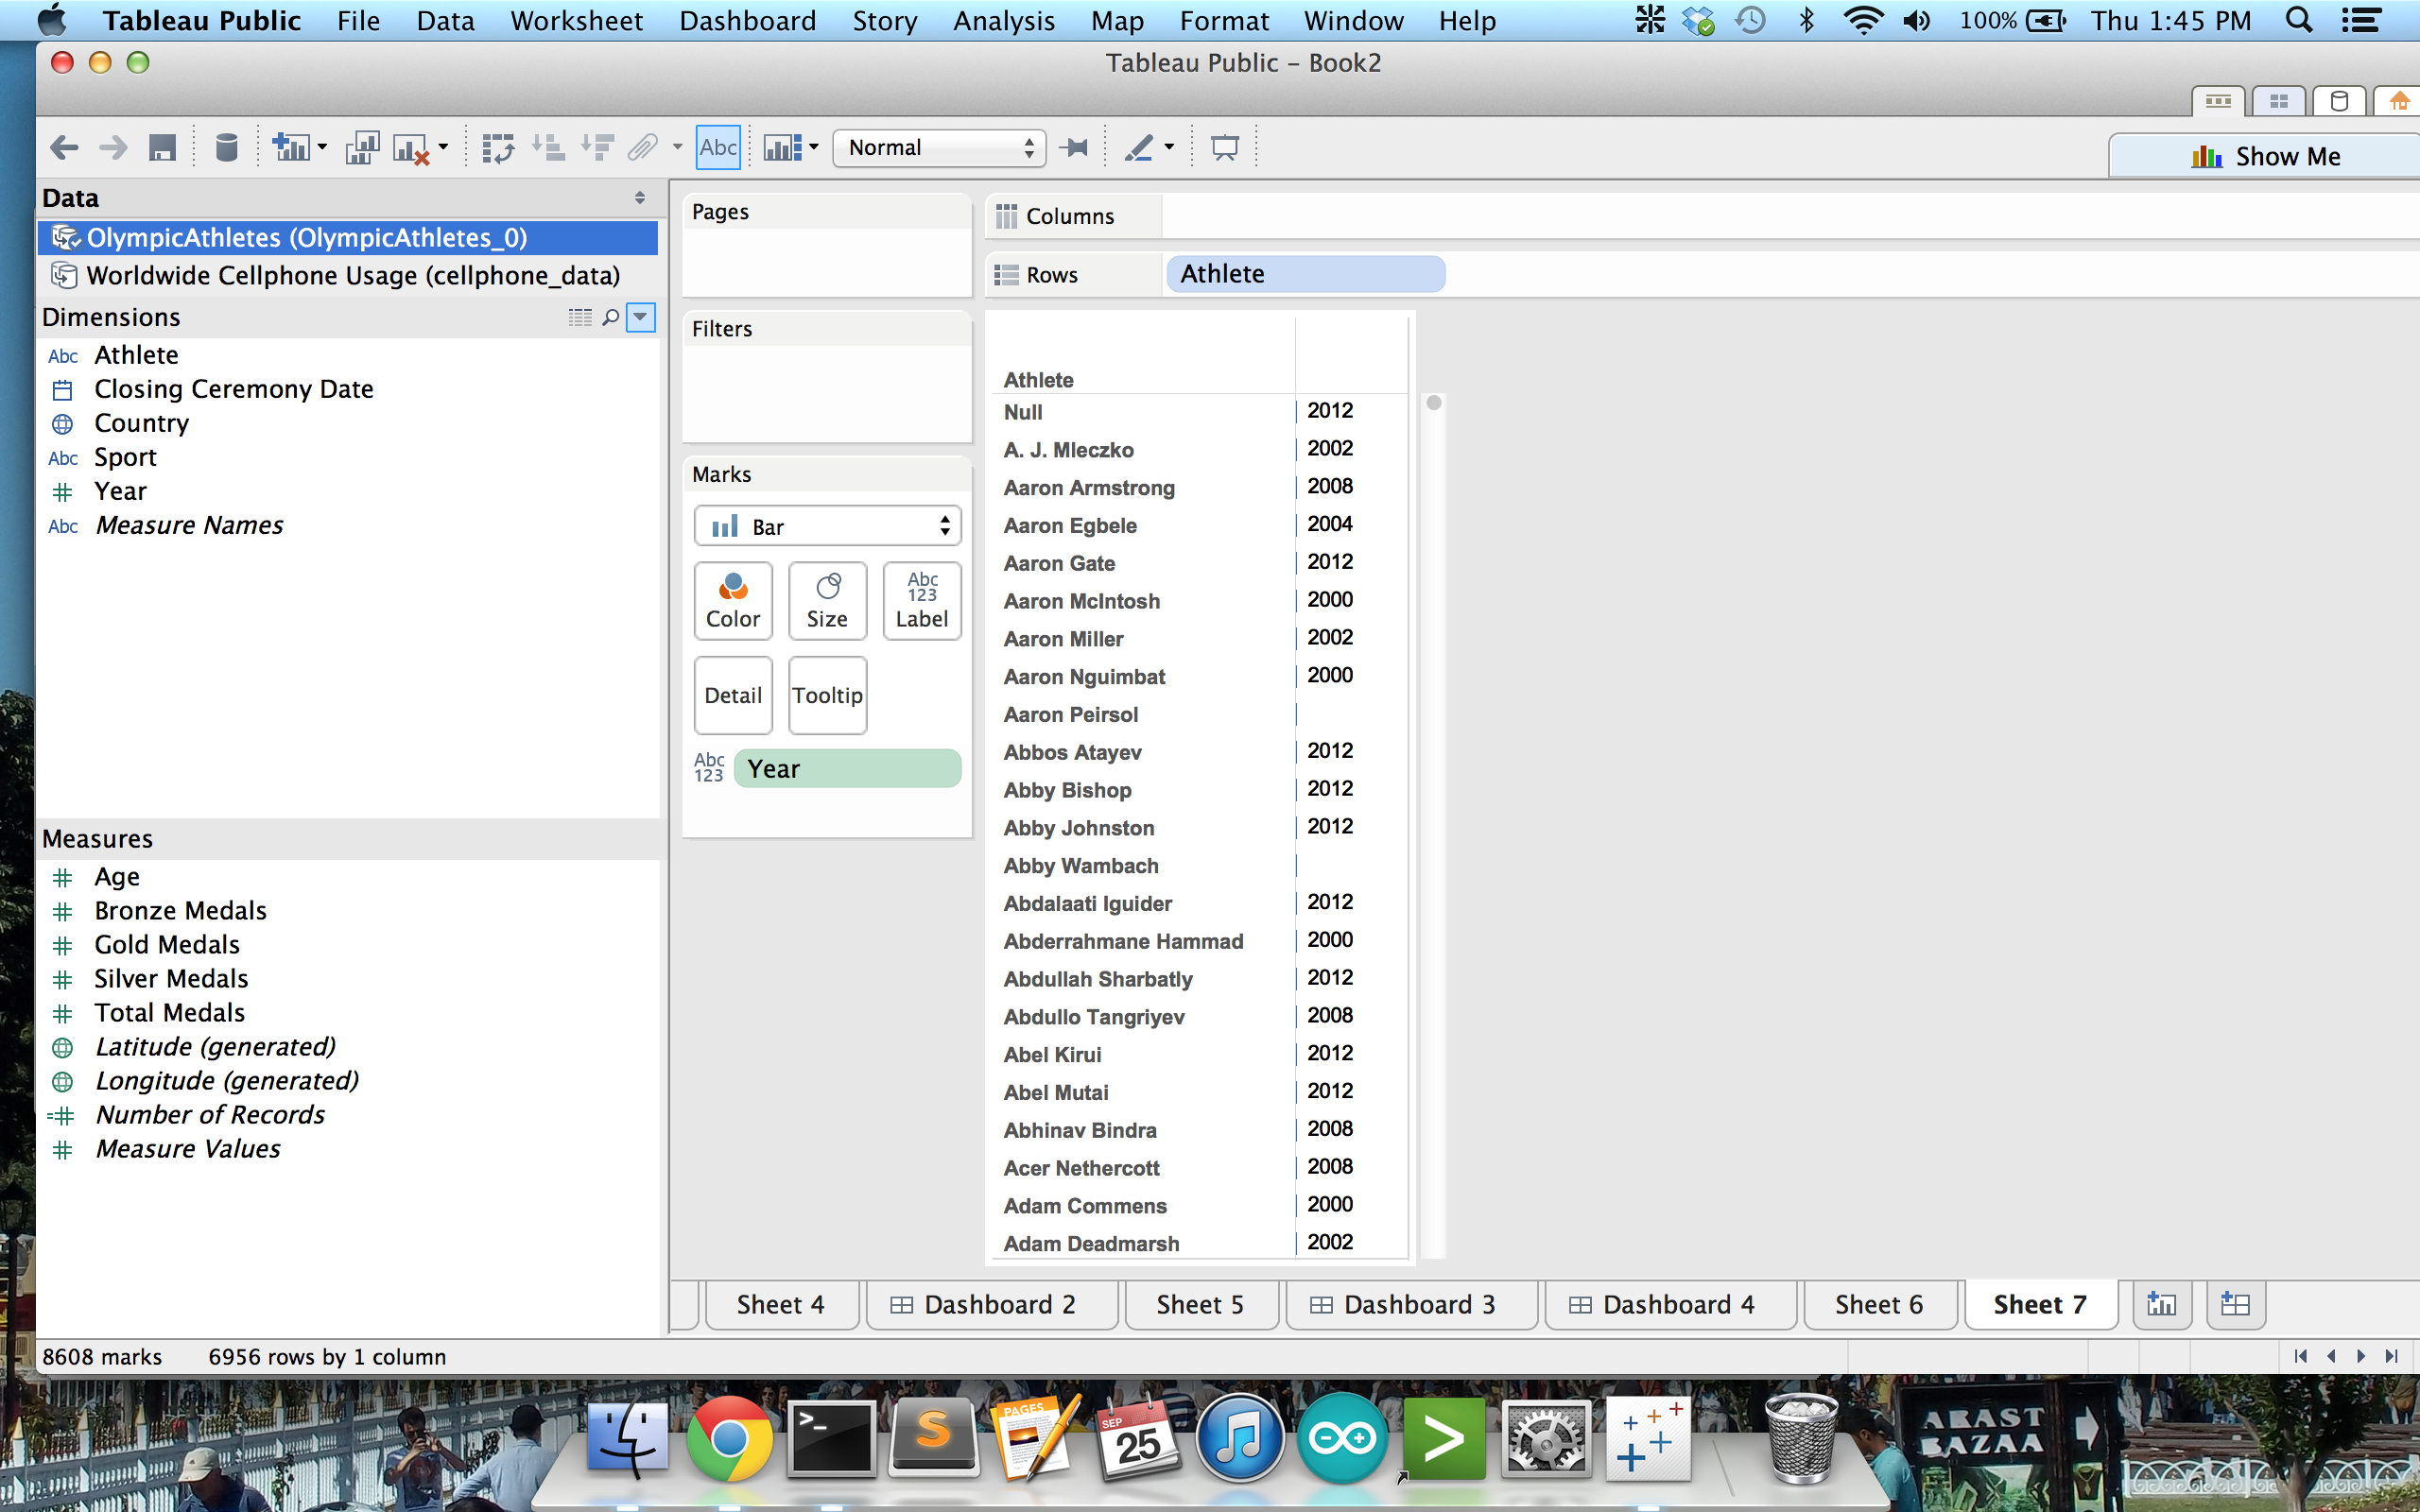 Tableau Public File Data Worksheet Dashboard Story Analysis Map Format Window Help 100% Thu 1:45 PM
Tableau Public - Book2
Abc Normal Show Me
Data
OlympicAthletes (OlympicAthletes_0)
Worldwide Cellphone Usage (cellphone_data)
Dimensions
Abc Athlete
Closing Ceremony Date
Country
Abc Sport
Year
Abc Measure Names
Measures
Age
Bronze Medals
Gold Medals
Silver Medals
Total Medals
Latitude (generated)
Longitude (generated)
=# Number of Records
Measure Values
Pages
Filters
Marks
Bar
Color
Size
Abc
123
Label
Detail
Tooltip
Abc
123
Year
Columns
Rows Athlete
Athlete
Null 2012
A. J. Mleczko 2002
Aaron Armstrong 2008
Aaron Egbele 2004
Aaron Gate 2012
Aaron McIntosh 2000
Aaron Miller 2002
Aaron Nguimbat 2000
Aaron Peirsol
Abbos Atayev 2012
Abby Bishop 2012
Abby Johnston 2012
Abby Wambach
Abdalaati Iguider 2012
Abderrahmane Hammad 2000
Abdullah Sharbatly 2012
Abdullo Tangriyev 2008
Abel Kirui 2012
Abel Mutai 2012
Abhinav Bindra 2008
Acer Nethercott 2008
Adam Commens 2000
Adam Deadmarsh 2002
Sheet 4 Dashboard 2 Sheet 5 Dashboard 3 Dashboard 4 Sheet 6 Sheet 7
8608 marks 6956 rows by 1 column
PAGES
SEP
25
S
ARAST
BAZAA